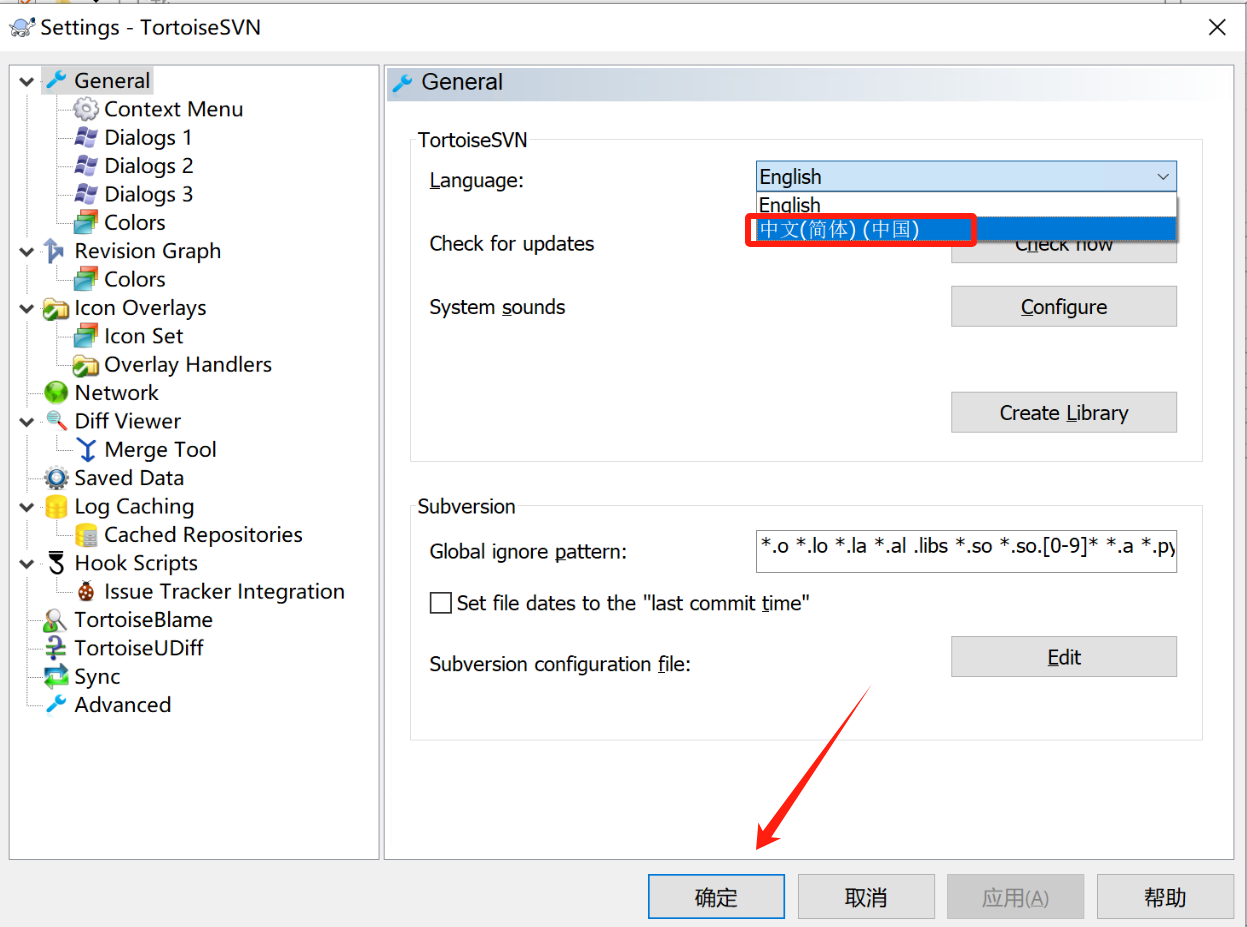 Settings - TortoiseSVN
General
Context Menu
Dialogs 1
Dialogs 2
Dialogs 3
Colors
Revision Graph
Colors
Icon Overlays
Icon Set
Overlay Handlers
Network
Diff Viewer
Merge Tool
Saved Data
Log Caching
Cached Repositories
Hook Scripts
Issue Tracker Integration
TortoiseBlame
TortoiseUDiff
Sync
Advanced
General
TortoiseSVN
Language:
English
English
中文(简体) (中国)
Check for updates
Check now
System sounds
Configure
Create Library
Subversion
Global ignore pattern:
*.o *.lo *.la *.al .libs *.so *.so.[0-9]* *.a *.py
Set file dates to the "last commit time"
Subversion configuration file:
Edit
确定
取消
应用(A)
帮助